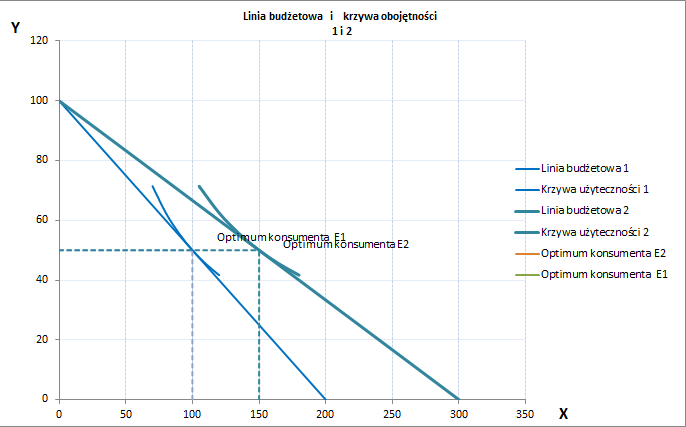 Linia budżetowa i krzywa obojętności
1 i 2
Y
120
100
80
60
40
20
0
Optimum konsumenta E1
Optimum konsumenta E2
0 50 100 150 200 250 300 350
X
Linia budżetowa 1
Krzywa użyteczności 1
Linia budżetowa 2
Krzywa użyteczności 2
Optimum konsumenta E2
Optimum konsumenta E1